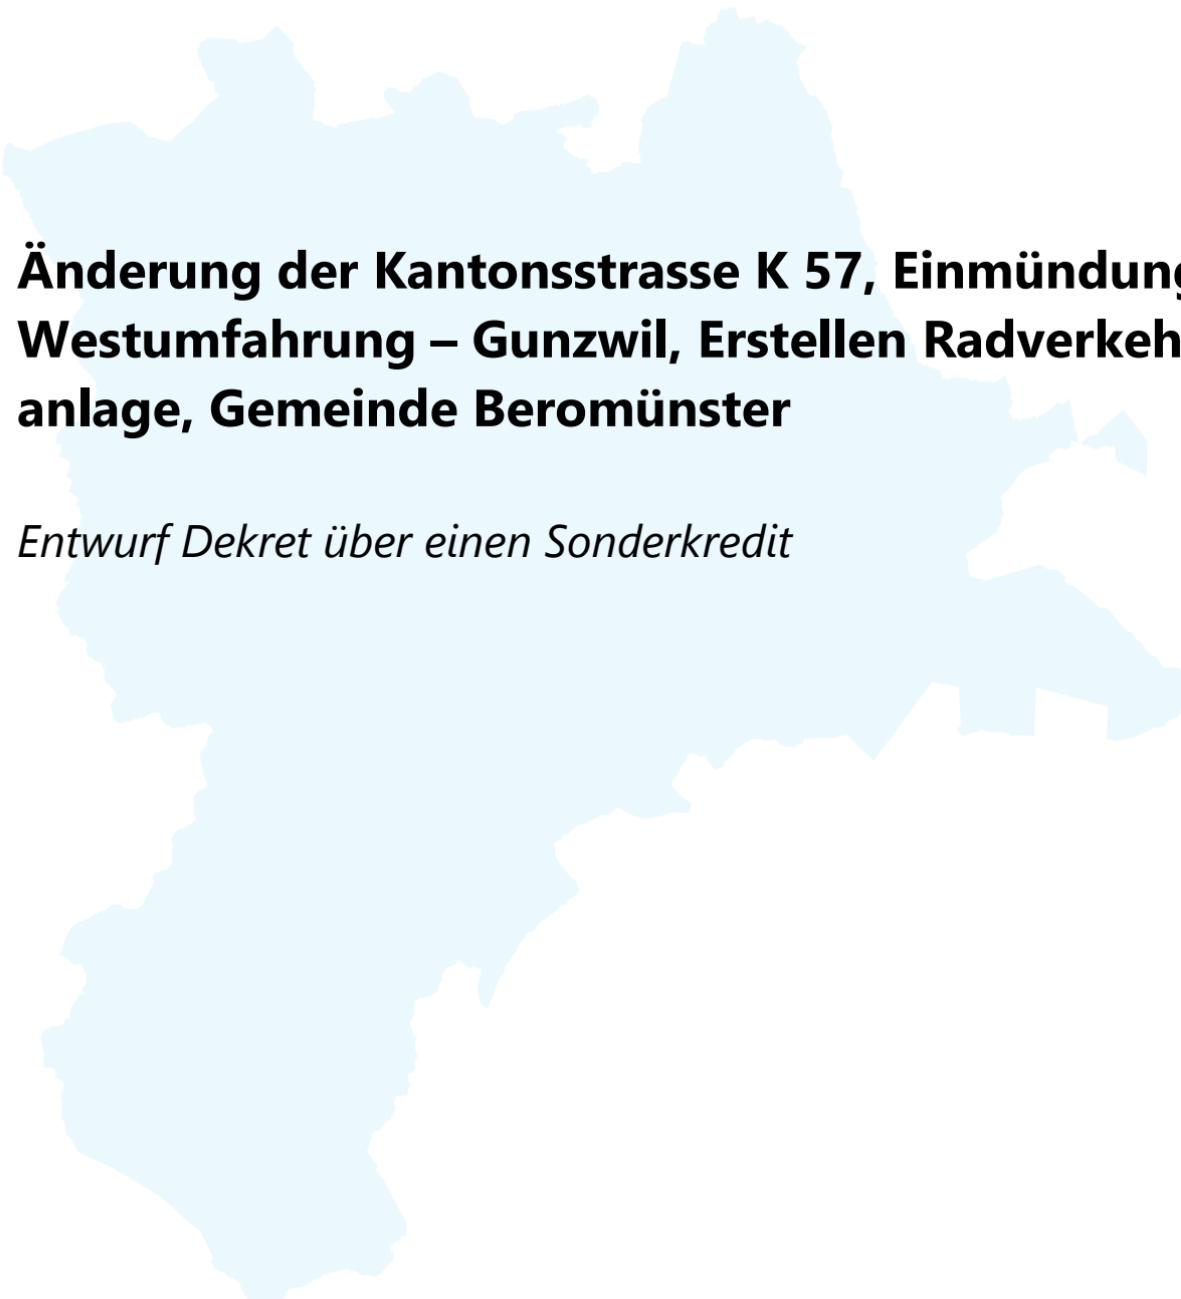 Änderung der Kantonsstrasse K 57, Einmündung
Westumfahrung – Gunzwil, Erstellen Radverkeh
anlage, Gemeinde Beromünster
Entwurf Dekret über einen Sonderkredit